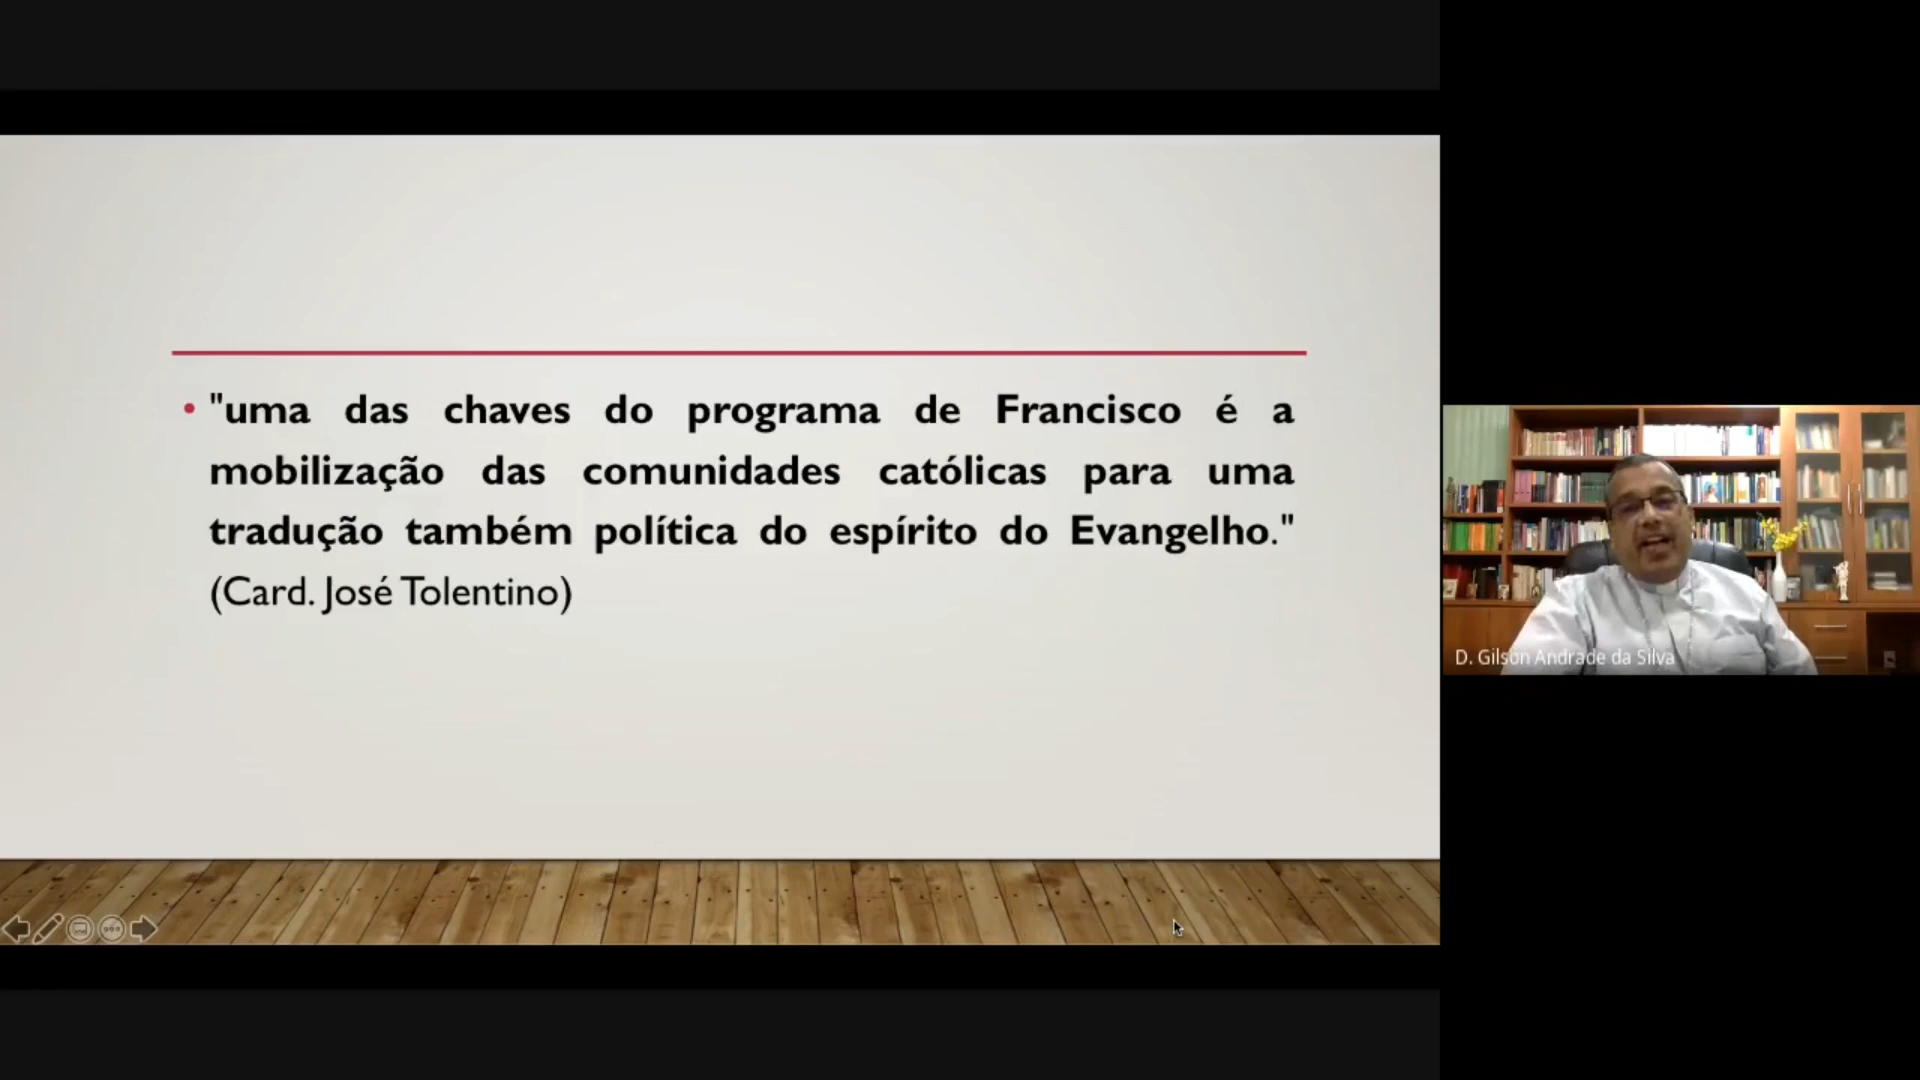 "uma das chaves do programa de Francisco é a
mobilização das comunidades católicas para uma
tradução também política do espírito do Evangelho."
(Card. José Tolentino)
D. Gilson Andrade da Silva